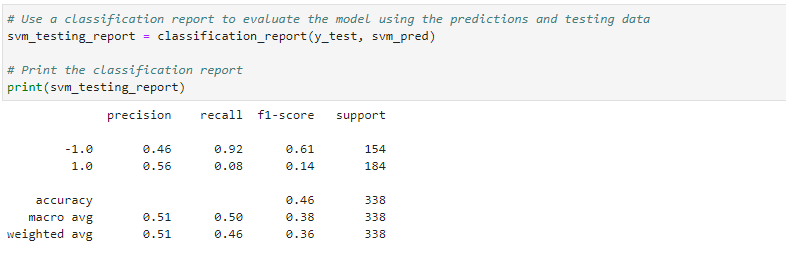 # Use a classification report to evaluate the model using the predictions and testing data
svm_testing_report = classification_report(y_test, svm_pred)
# Print the classification report
print(svm_testing_report)
precision recall f1-score support
-1.0 0.46 0.92 0.61 154
1.0 0.56 0.08 0.14 184
accuracy 0.46 338
macro avg 0.51 0.50 0.38 338
weighted avg 0.51 0.46 0.36 338